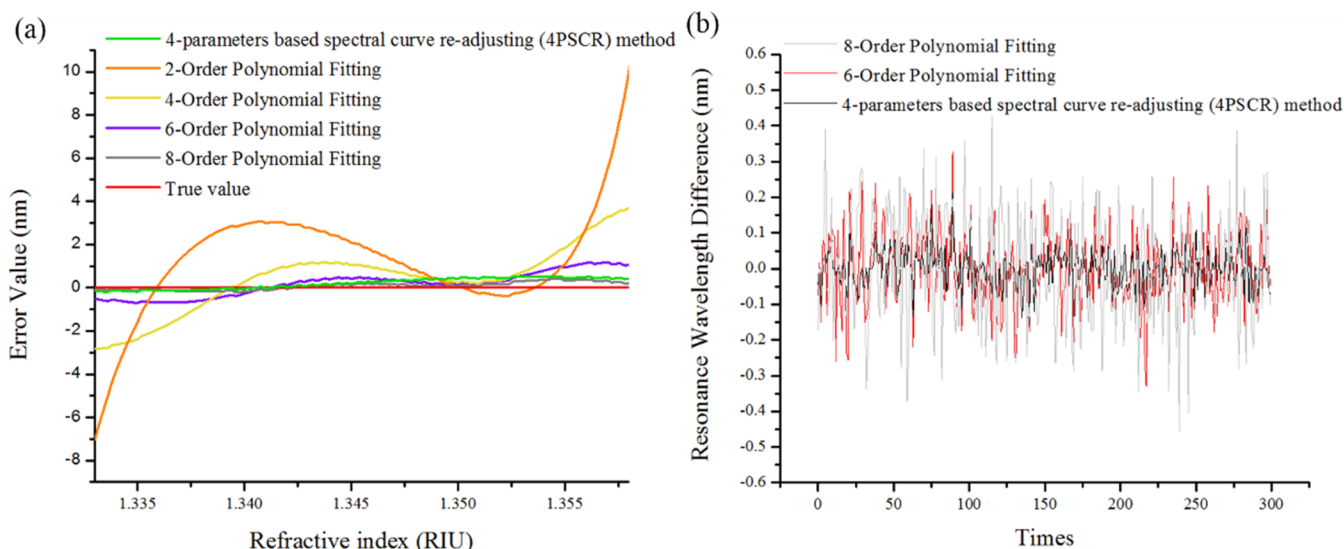 (a)
4-parameters based spectral curve re-adjusting (4PSCR) method
2-Order Polynomial Fitting
4-Order Polynomial Fitting
6-Order Polynomial Fitting
8-Order Polynomial Fitting
True value
10
8
6
4
2
0
-2
-4
-6
-8
Error Value (nm)
1.335 1.340 1.345 1.350 1.355
Refractive index (RIU)
(b)
8-Order Polynomial Fitting
6-Order Polynomial Fitting
4-parameters based spectral curve re-adjusting (4PSCR) method
0.6
0.5
0.4
0.3
0.2
0.1
0.0
-0.1
-0.2
-0.3
-0.4
-0.5
-0.6
Resonance Wavelength Difference (nm)
0 50 100 150 200 250 300
Times